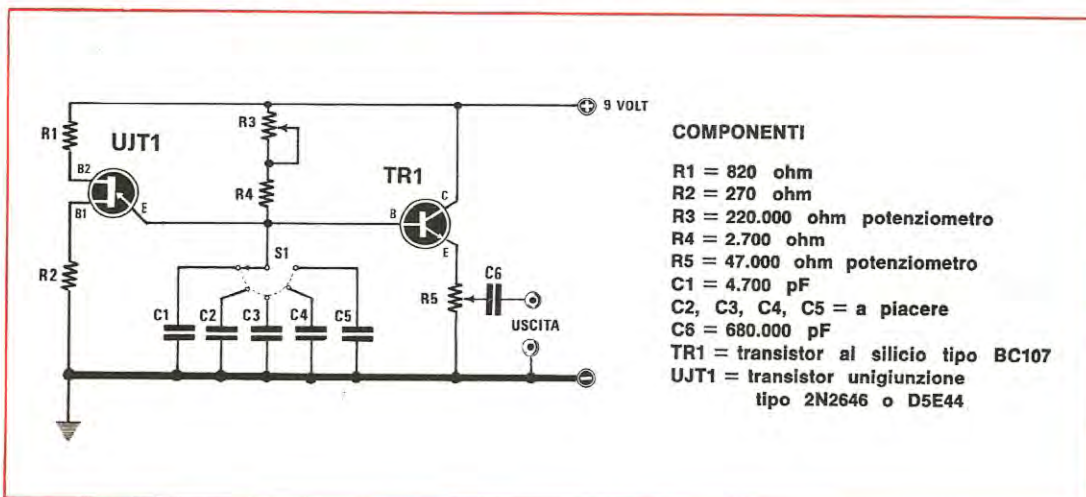 R1
UJT1
B2
B1
E
R2
R3
R4
TR1
B
C
E
S1
C1
C2
C3
C4
C5
R5
C6
USCITA
+
9 VOLT
−
COMPONENTI
R1 = 820 ohm
R2 = 270 ohm
R3 = 220.000 ohm potenziometro
R4 = 2.700 ohm
R5 = 47.000 ohm potenziometro
C1 = 4.700 pF
C2, C3, C4, C5 = a piacere
C6 = 680.000 pF
TR1 = transistor al silicio tipo BC107
UJT1 = transistor unigiunzione
tipo 2N2646 o D5E44